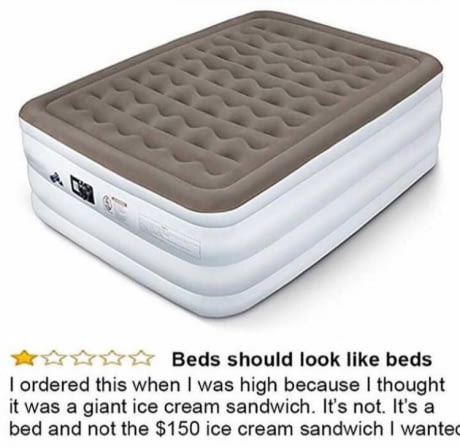 Beds should look like beds
I ordered this when I was high because I thought
it was a giant ice cream sandwich. It's not. It's a
bed and not the $150 ice cream sandwich I wanted